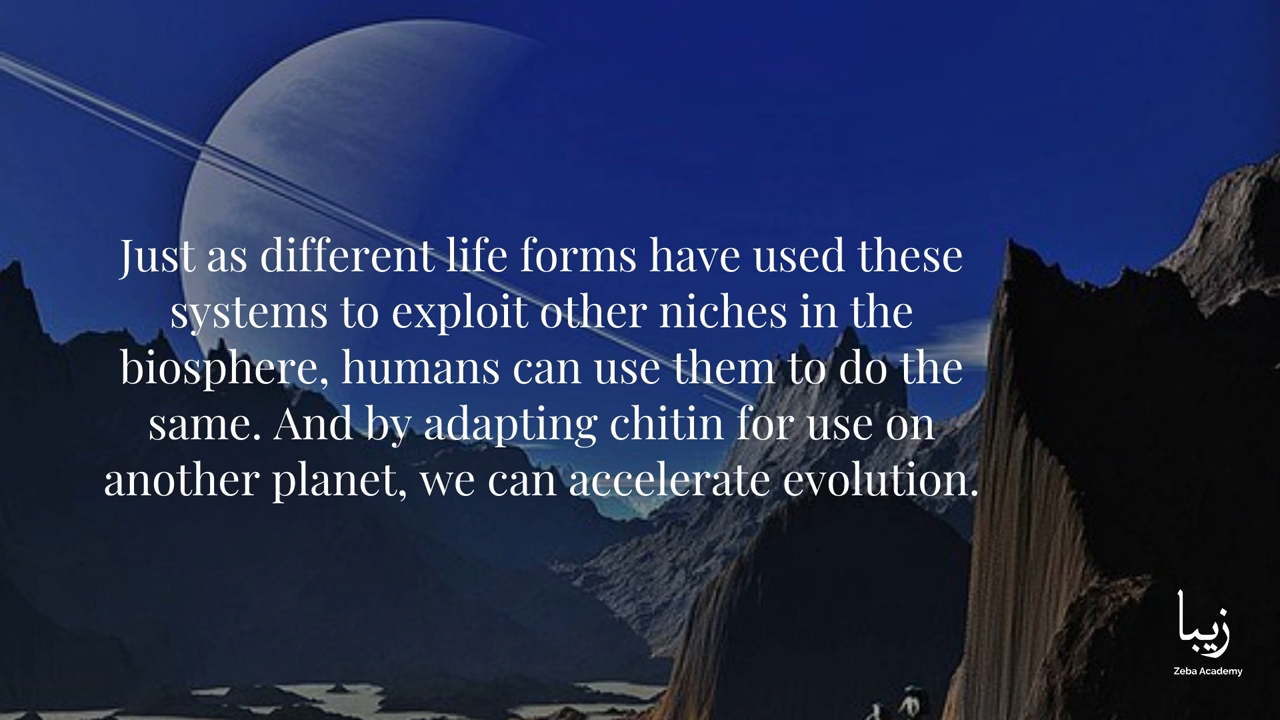 Just as different life forms have used these
systems to exploit other niches in the
biosphere, humans can use them to do the
same. And by adapting chitin for use on
another planet, we can accelerate evolution.
زیبا
Zeba Academy